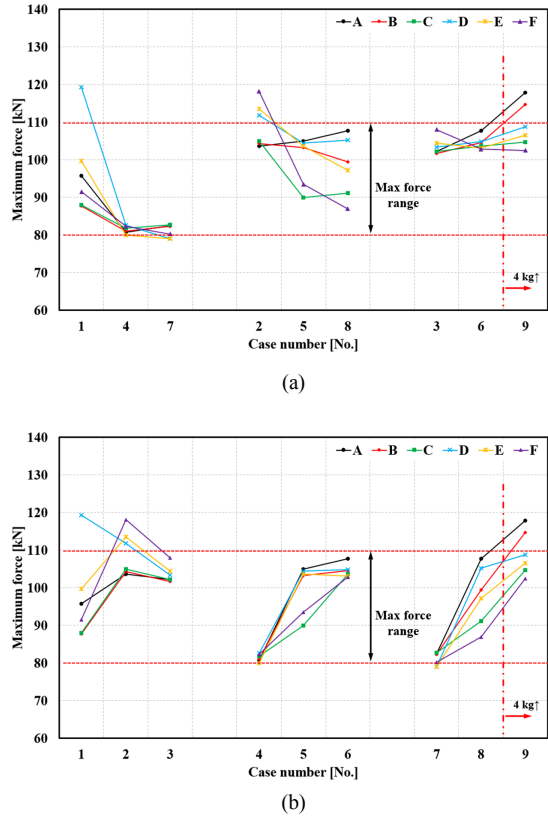 140
130
120
110
100
90
80
70
60
Maximum force [kN]
A B C D E F
Max force
range
4 kg↑
1 4 7 2 5 8 3 6 9
Case number [No.]
(a)
140
130
120
110
100
90
80
70
60
Maximum force [kN]
A B C D E F
Max force
range
4 kg↑
1 2 3 4 5 6 7 8 9
Case number [No.]
(b)